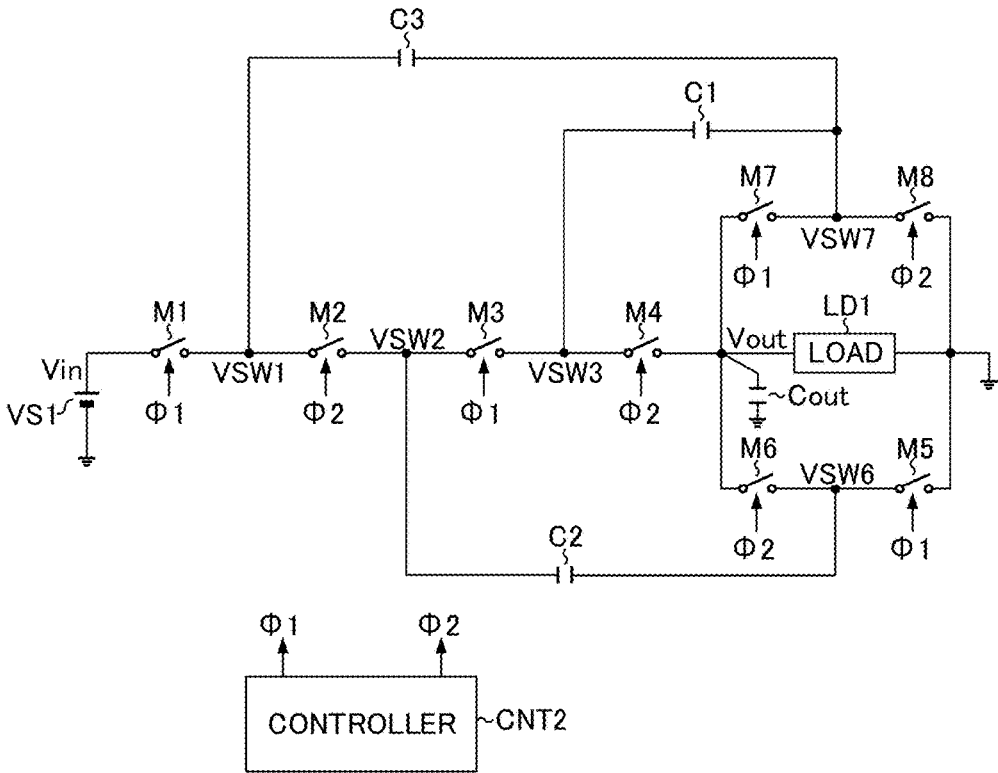 C3
C1
M7 M8
VSW7
Φ1 Φ2
M1 M2 M3 M4 LD1
VSW2 Vout LOAD
Vin VSW1 VSW3
VS1 Φ1 Φ2 Φ1 Φ2 Cout
M6 M5
VSW6
Φ2 Φ1
C2
Φ1 Φ2
CONTROLLER CNT2